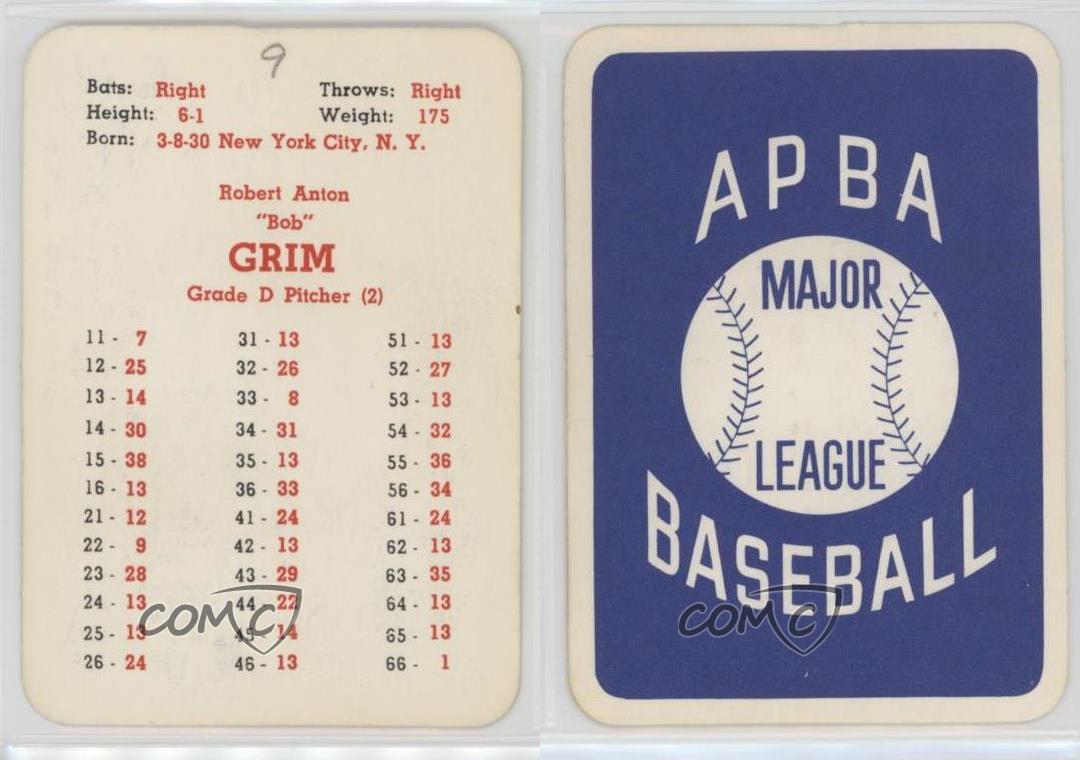 9
Bats: Right Throws: Right
Height: 6-1 Weight: 175
Born: 3-8-30 New York City, N. Y.
Robert Anton
"Bob"
GRIM
Grade D Pitcher (2)
11 - 7 31 - 13 51 - 13
12 - 25 32 - 26 52 - 27
13 - 14 33 - 8 53 - 13
14 - 30 34 - 31 54 - 32
15 - 38 35 - 13 55 - 36
16 - 13 36 - 33 56 - 34
21 - 12 41 - 24 61 - 24
22 - 9 42 - 13 62 - 13
23 - 28 43 - 29 63 - 35
24 - 13 44 - 22 64 - 13
25 - 13 45 - 14 65 - 13
26 - 24 46 - 13 66 - 1
COMC
APBA
MAJOR
LEAGUE
BASEBALL
COMC